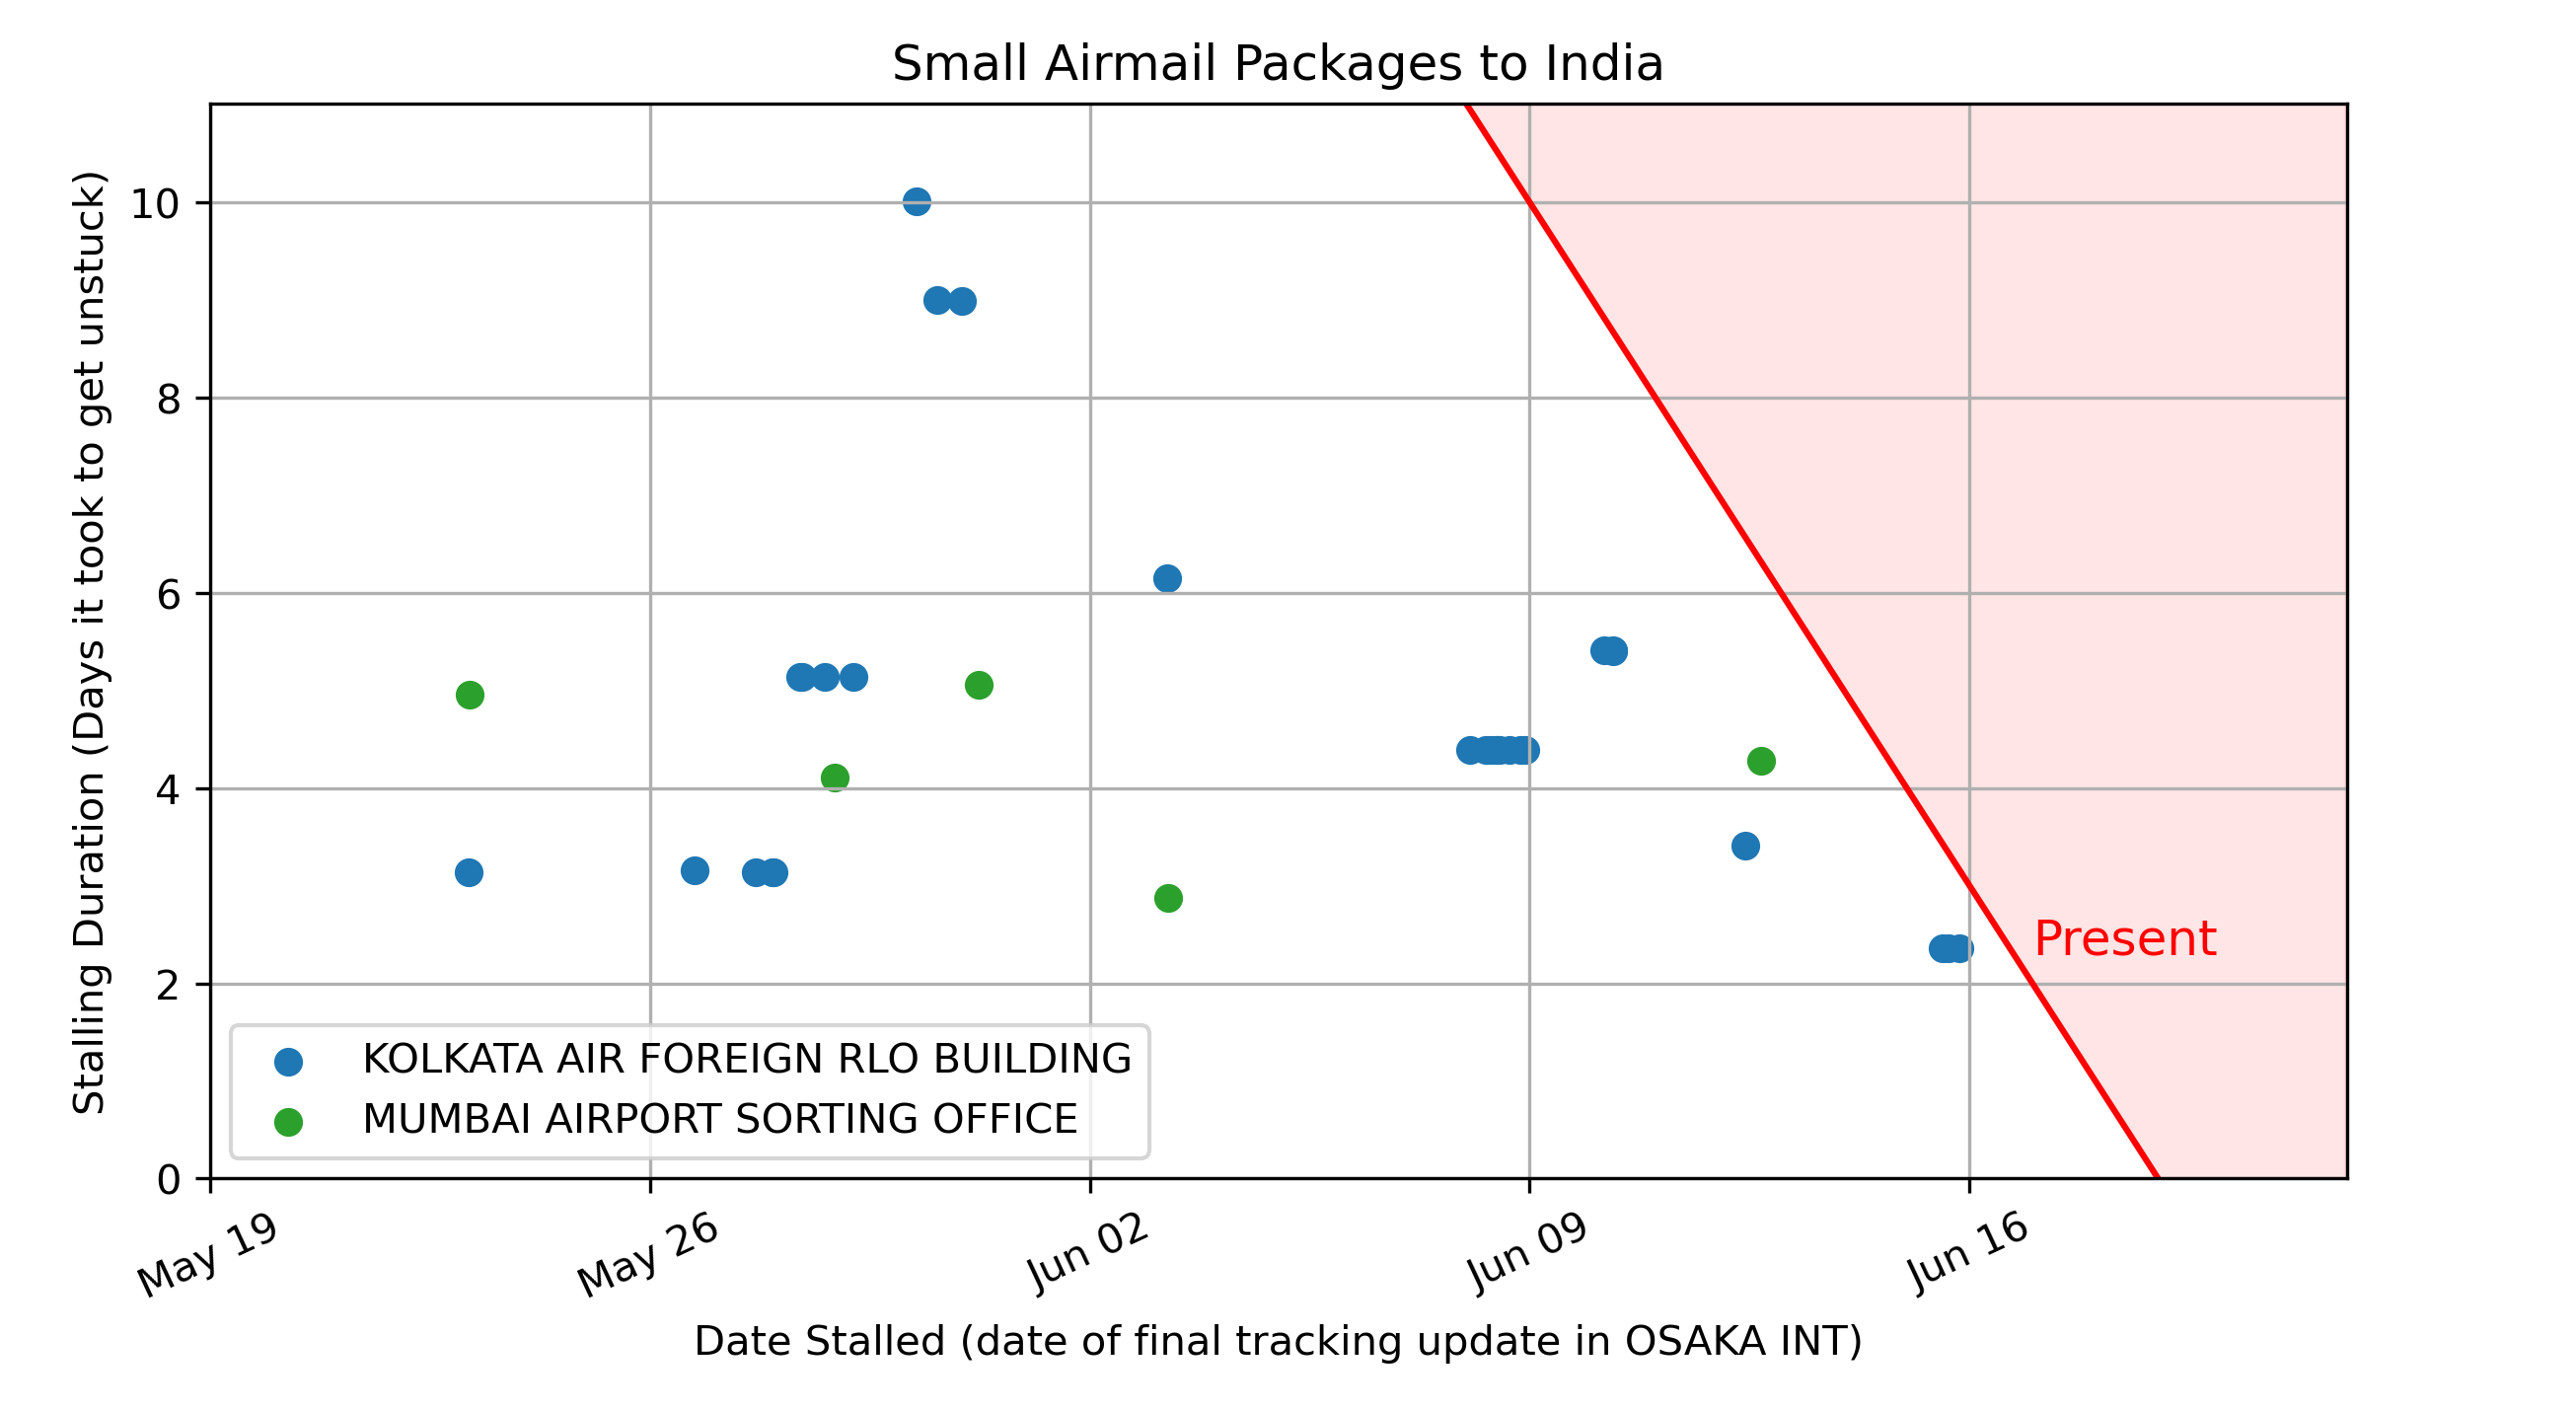 Small Airmail Packages to India
Stalling Duration (Days it took to get unstuck)
10
8
6
4
2
0
Present
KOLKATA AIR FOREIGN RLO BUILDING
MUMBAI AIRPORT SORTING OFFICE
May 19
May 26
Jun 02
Jun 09
Jun 16
Date Stalled (date of final tracking update in OSAKA INT)